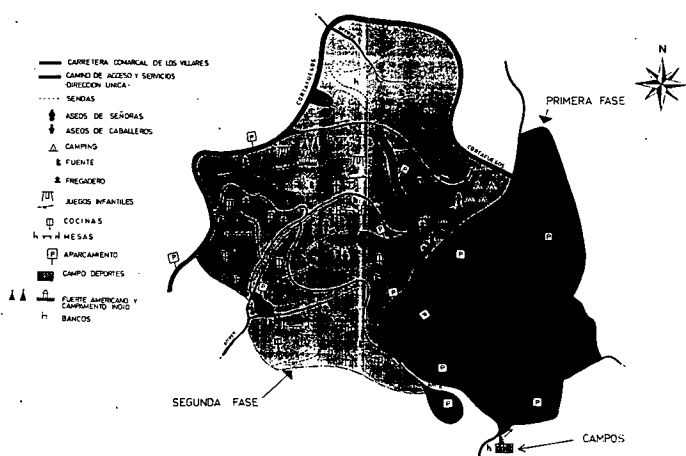 CARRETERA COMARCAL DE LOS VILLARES
CAMINO DE ACCESO Y SERVICIOS
·DIRECCION UNICA·
SENDAS
ASEOS DE SEÑORAS
ASEOS DE CABALLEROS
CAMPING
FUENTE
FREGADERO
JUEGOS INFANTILES
COCINAS
MESAS
P APARCAMIENTO
CAMPO DEPORTES
FUERTE AMERICANO Y
CAMPAMENTO INDIO
BANCOS
N
PRIMERA FASE
CORTAFUEGOS
CORTAFUEGOS
h
P
P
P
P
P
P
P
P
P
P
P
P
P
SEGUNDA FASE
h
CAMPOS